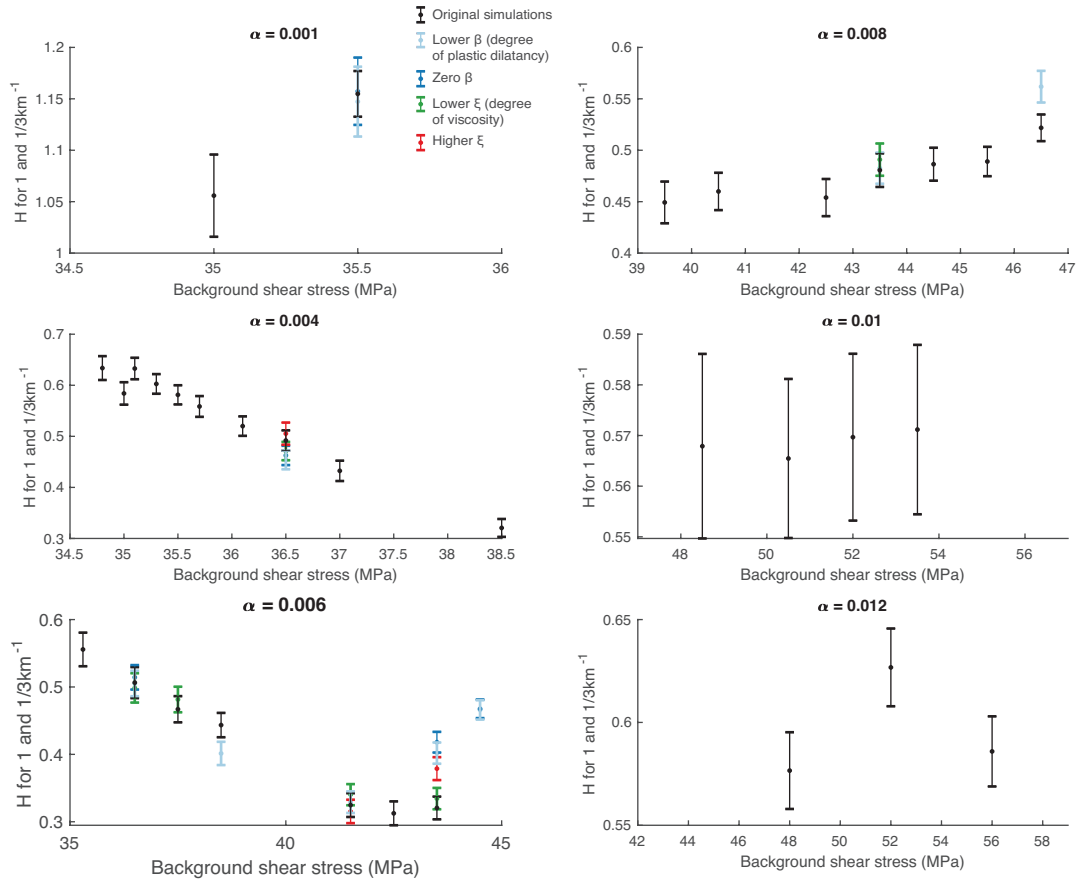 α = 0.001
H for 1 and 1/3km⁻¹
1.2
1.15
1.1
1.05
1
34.5
35
35.5
36
Background shear stress (MPa)
Original simulations
Lower β (degree
of plastic dilatancy)
Zero β
Lower ξ (degree
of viscosity)
Higher ξ
α = 0.008
H for 1 and 1/3km⁻¹
0.6
0.55
0.5
0.45
0.4
39
40
41
42
43
44
45
46
47
Background shear stress (MPa)
α = 0.004
H for 1 and 1/3km⁻¹
0.7
0.6
0.5
0.4
0.3
34.5
35
35.5
36
36.5
37
37.5
38
38.5
Background shear stress (MPa)
α = 0.01
H for 1 and 1/3km⁻¹
0.59
0.58
0.57
0.56
0.55
48
50
52
54
56
Background shear stress (MPa)
α = 0.006
H for 1 and 1/3km⁻¹
0.6
0.5
0.4
0.3
35
40
45
Background shear stress (MPa)
α = 0.012
H for 1 and 1/3km⁻¹
0.65
0.6
0.55
42
44
46
48
50
52
54
56
58
Background shear stress (MPa)